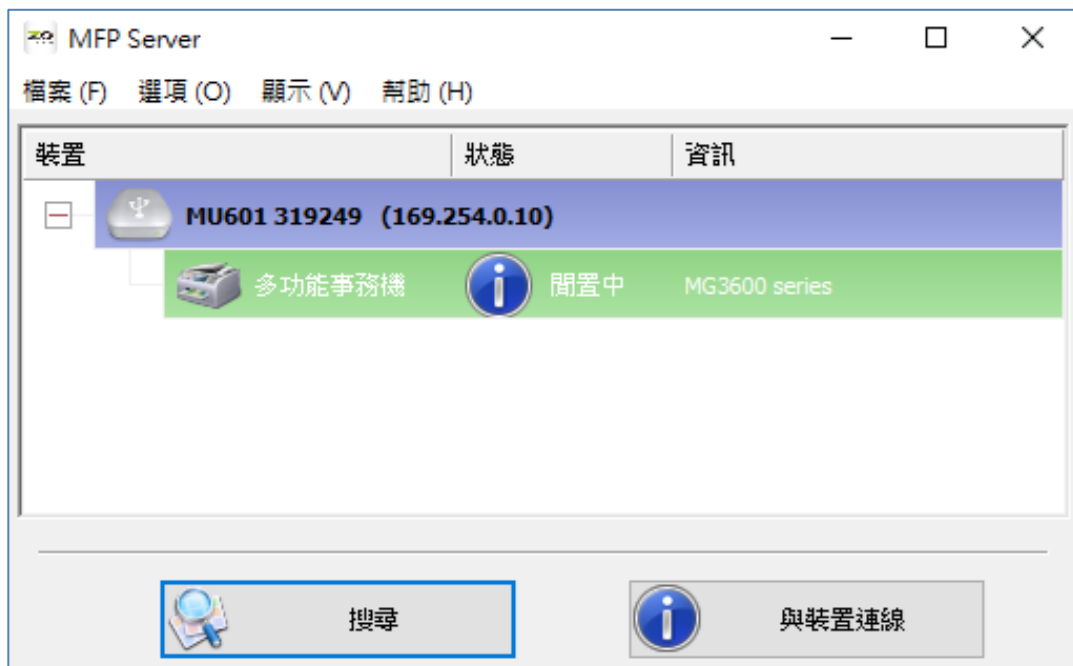 MFP Server
檔案 (F) 選項 (O) 顯示 (V) 幫助 (H)
裝置 狀態 資訊
MU601 319249 (169.254.0.10)
多功能事務機 閒置中 MG3600 series
搜尋 與裝置連線